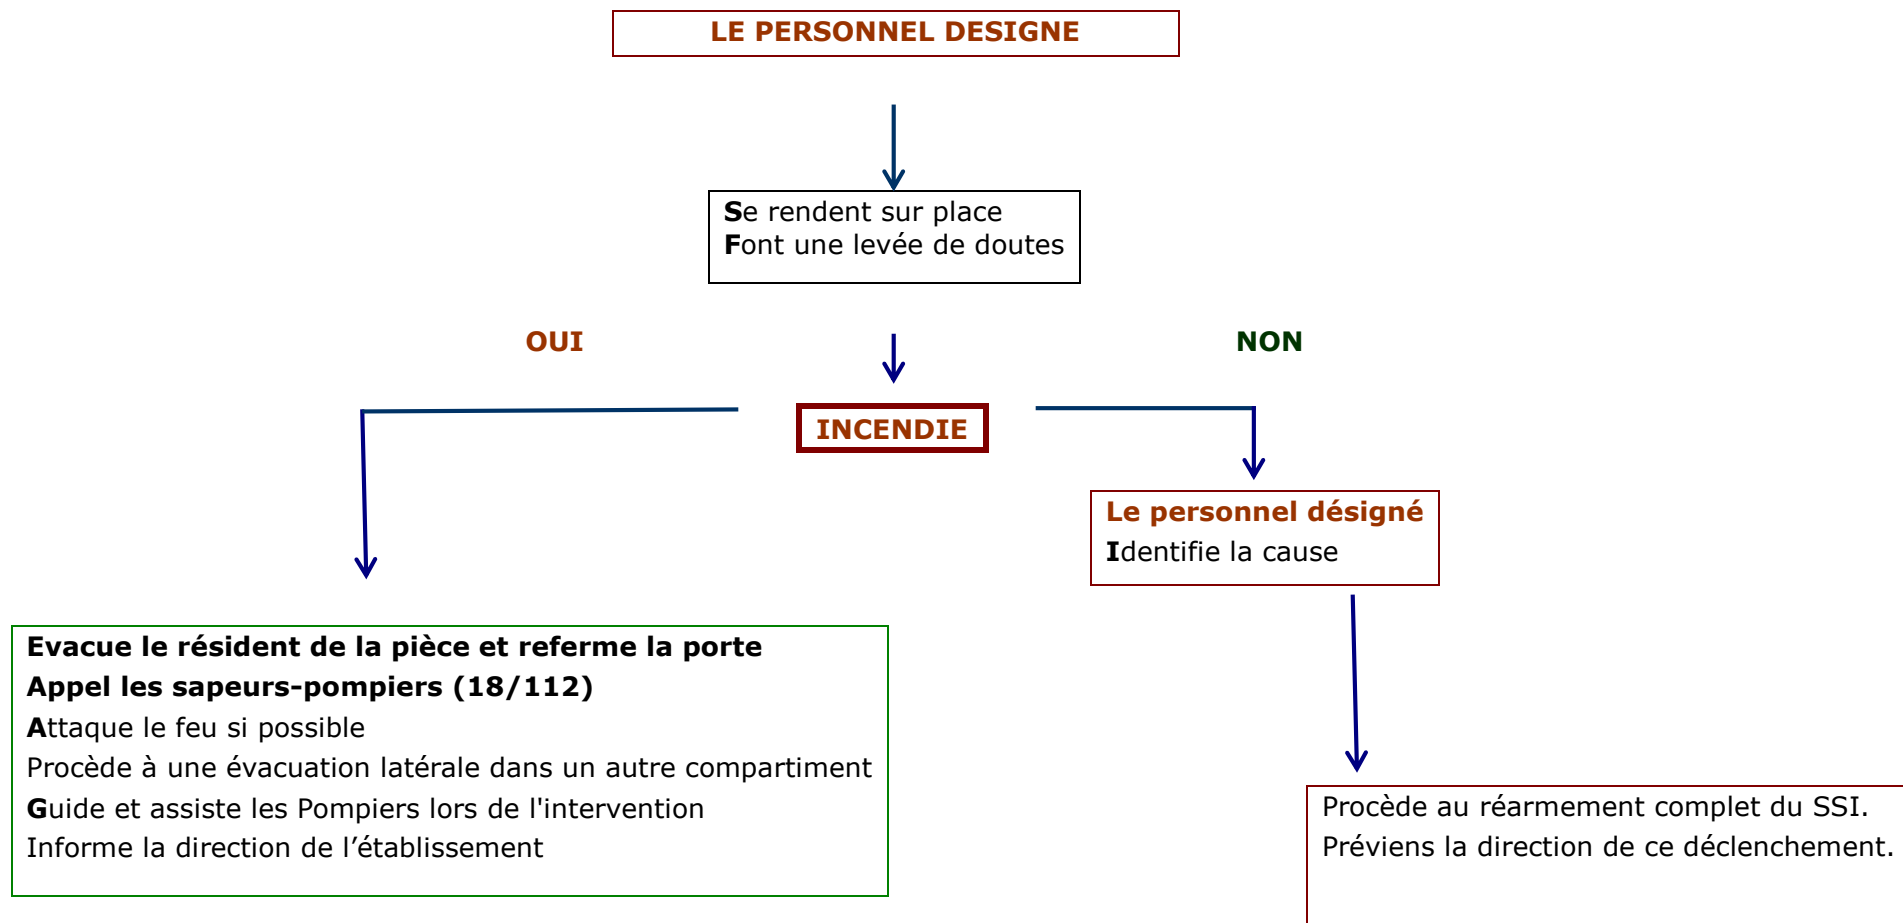 LE PERSONNEL DESIGNE
Se rendent sur place
Font une levée de doutes
OUI
NON
INCENDIE
Le personnel désigné
Identifie la cause
Evacue le résident de la pièce et referme la porte
Appel les sapeurs-pompiers (18/112)
Attaque le feu si possible
Procède à une évacuation latérale dans un autre compartiment
Guide et assiste les Pompiers lors de l'intervention
Informe la direction de l’établissement
Procède au réarmement complet du SSI.
Préviens la direction de ce déclenchement.